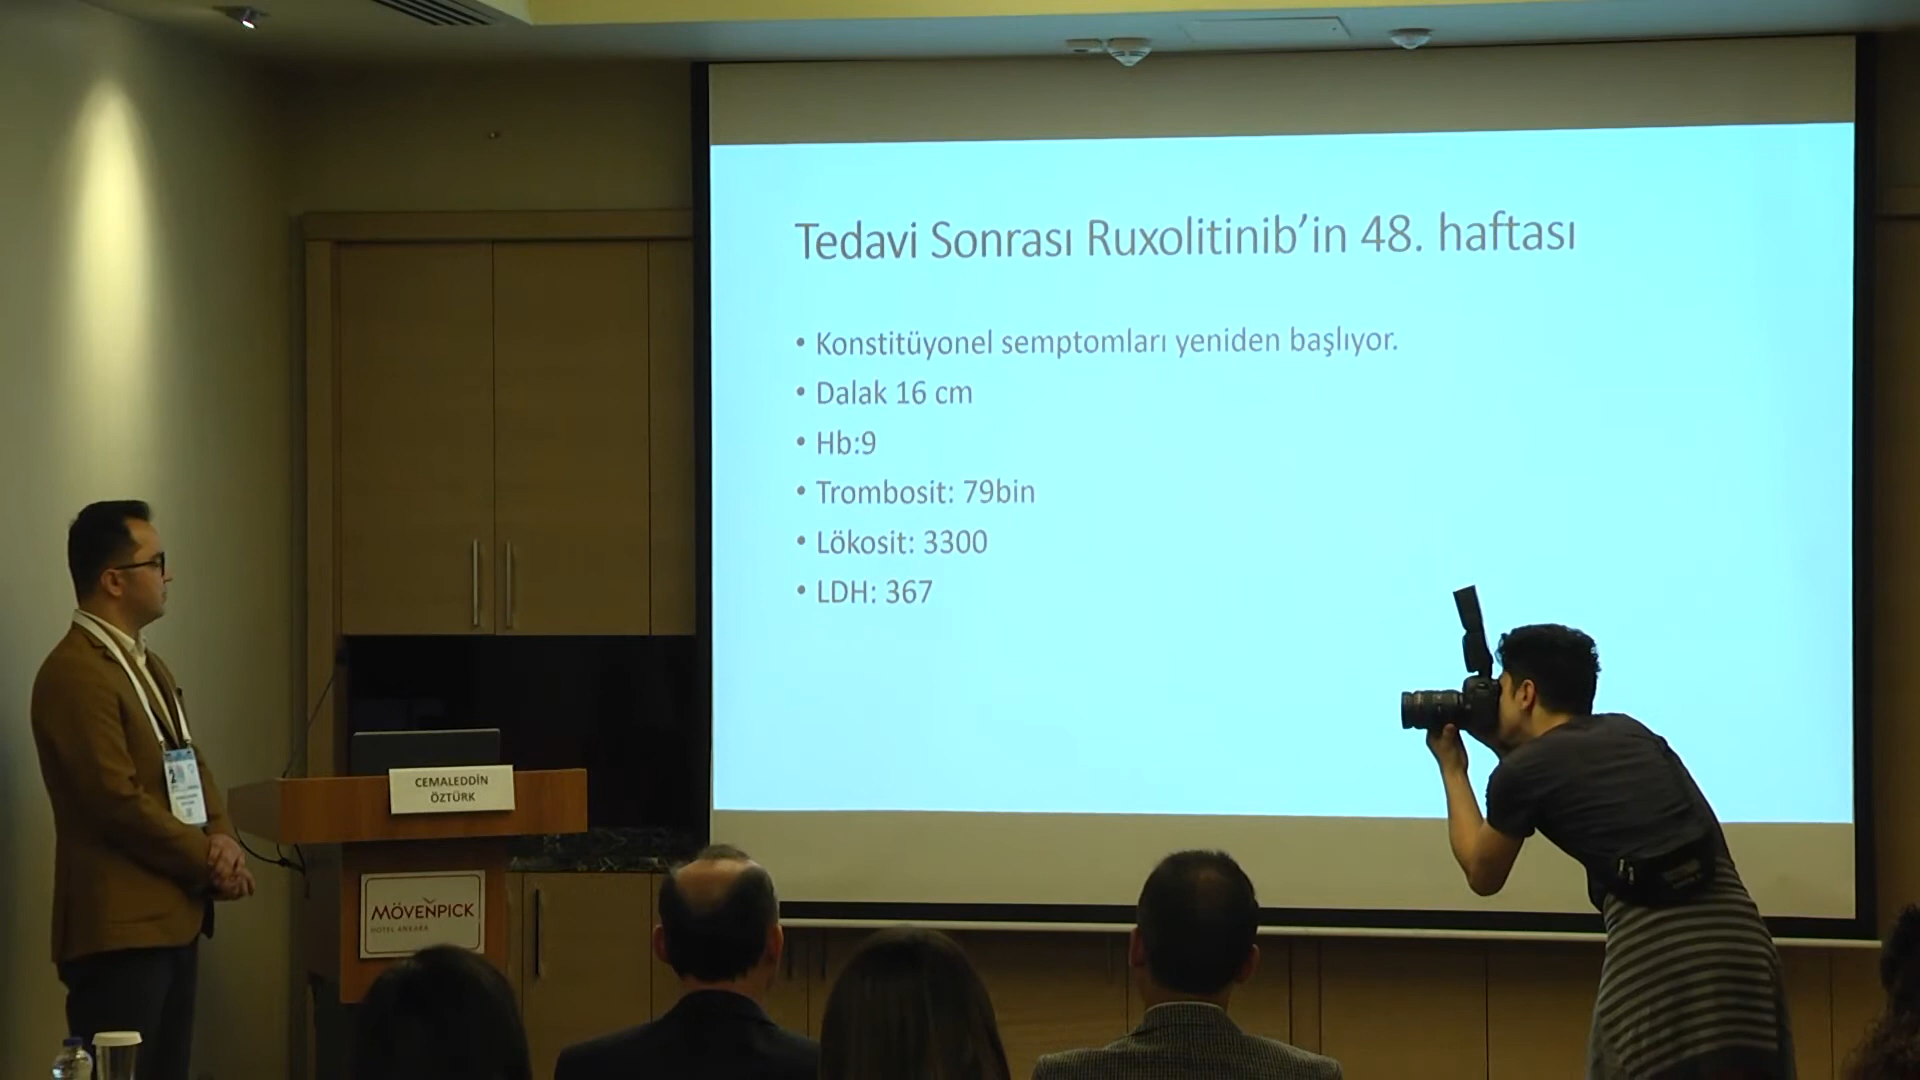 Tedavi Sonrası Ruxolitinib’in 48. haftası
• Konstitüyonel semptomları yeniden başlıyor.
• Dalak 16 cm
• Hb:9
• Trombosit: 79bin
• Lökosit: 3300
• LDH: 367
CEMALEDDİN
ÖZTÜRK
MÖVENPICK
HOTEL ANKARA
2